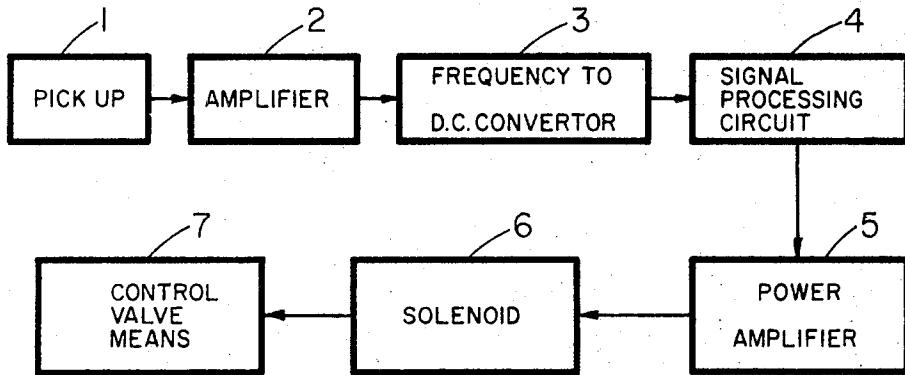 1
2
3
4
PICK UP
AMPLIFIER
FREQUENCY TO
D.C. CONVERTOR
SIGNAL
PROCESSING
CIRCUIT
7
6
5
CONTROL
VALVE
MEANS
SOLENOID
POWER
AMPLIFIER